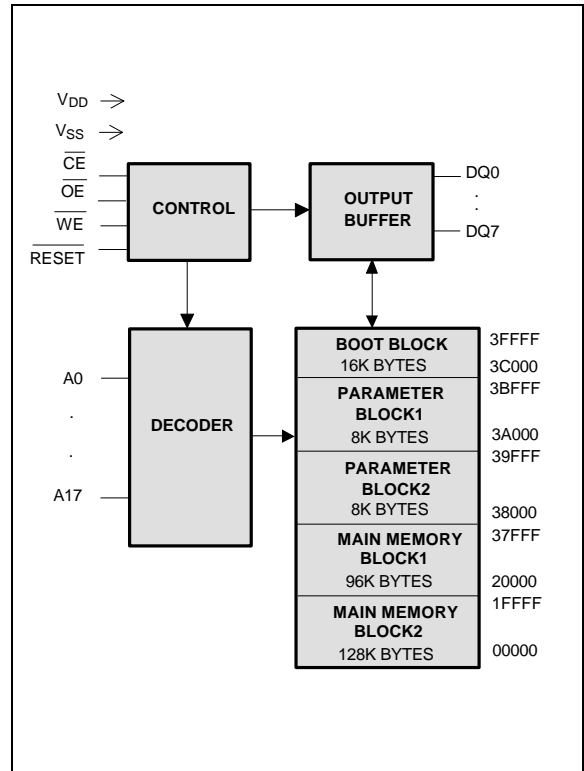 VDD
VSS
CE
OE
WE
RESET
CONTROL
OUTPUT
BUFFER
DQ0
.
.
DQ7
A0
.
.
A17
DECODER
BOOT BLOCK
16K BYTES
PARAMETER
BLOCK1
8K BYTES
PARAMETER
BLOCK2
8K BYTES
MAIN MEMORY
BLOCK1
96K BYTES
MAIN MEMORY
BLOCK2
128K BYTES
3FFFF
3C000
3BFFF
3A000
39FFF
38000
37FFF
20000
1FFFF
00000